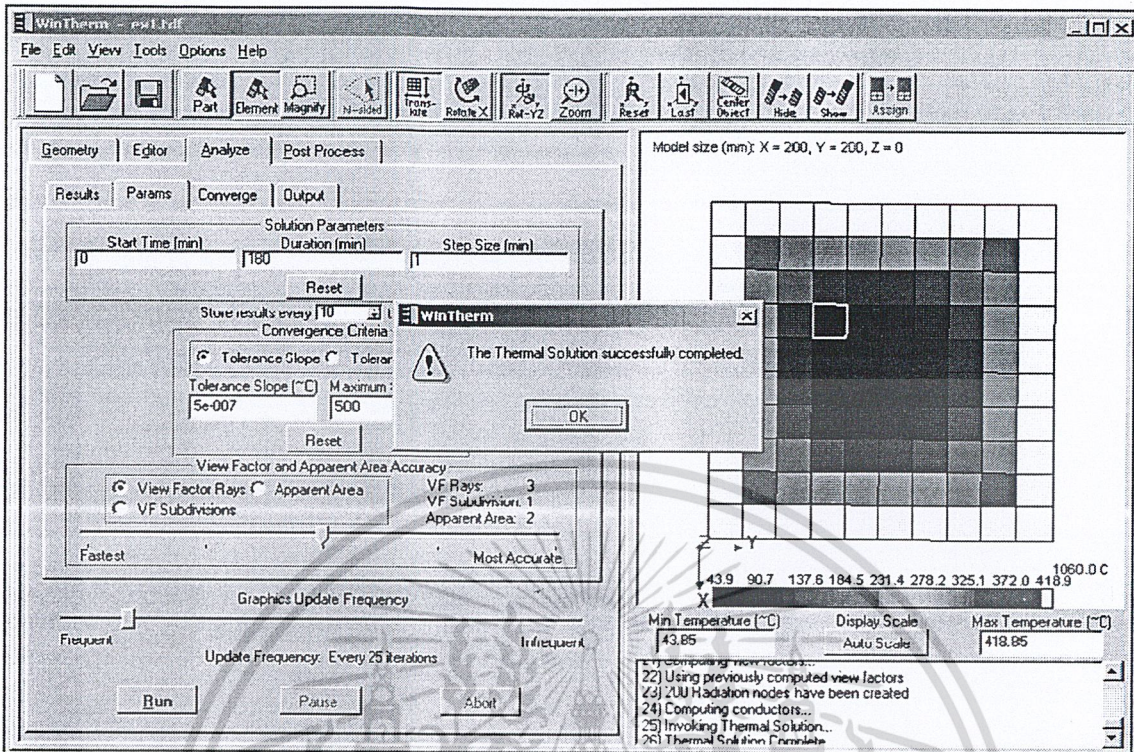 WinTherm - ex1.tdf
File Edit View Tools Options Help
Part Element Magnify N-sided Trans-late Rotate X Rot-YZ Zoom Reset Last Center Object Hide Show Assign
Geometry Editor Analyze Post Process
Results Params Converge Output
Solution Parameters
Start Time (min) Duration (min) Step Size (min)
0 180 1
Reset
Store results every 10
Convergence Criteria
Tolerance Slope Toleran
Tolerance Slope (~C) Maximum
5e-007 500
Reset
View Factor and Apparent Area Accuracy
View Factor Rays Apparent Area
VF Subdivisions
VF Rays: 3
VF Subdivision: 1
Apparent Area: 2
Fastest Most Accurate
Graphics Update Frequency
Frequent Infrequent
Update Frequency: Every 25 iterations
Run Pause Abort
WinTherm
The Thermal Solution successfully completed.
OK
Model size (mm): X = 200, Y = 200, Z = 0
Z Y
X
1060.0 C
43.9 90.7 137.6 184.5 231.4 278.2 325.1 372.0 418.9
Min Temperature (~C) Display Scale Max Temperature (~C)
43.85 Auto Scale 418.85
21) Computing view factors...
22) Using previously computed view factors
23) 200 Radiation nodes have been created
24) Computing conductors...
25) Invoking Thermal Solution...
26) Thermal Solution Complete